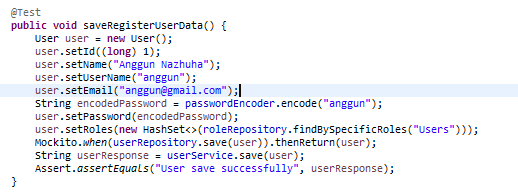 @Test
public void saveRegisterUserData() {
    User user = new User();
    user.setId((long) 1);
    user.setName("Anggun Nazhuha");
    user.setUserName("anggun");
    user.setEmail("anggun@gmail.com");
    String encodedPassword = passwordEncoder.encode("anggun");
    user.setPassword(encodedPassword);
    user.setRoles(new HashSet<>(roleRepository.findBySpecificRoles("Users")));
    Mockito.when(userRepository.save(user)).thenReturn(user);
    String userResponse = userService.save(user);
    Assert.assertEquals("User save successfully", userResponse);
}